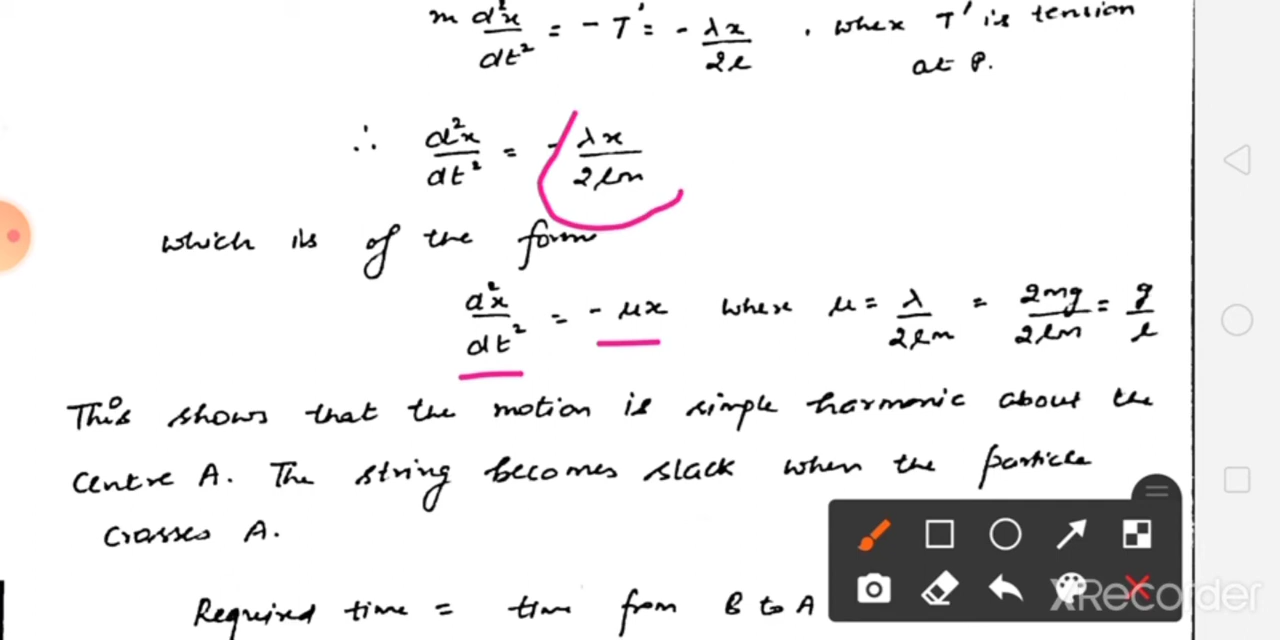 m d²x/dt² = - T' = - λx/2l . when T' is tension
at P.
∴ d²x/dt² = - λx/2lm
which is of the form
d²x/dt² = - μx where μ = λ/2lm = 2mg/2lm = g/l
This shows that the motion is simple harmonic about the
centre A. The string becomes slack when the particle
crosses A.
Required time = time from B to A
XRecorder